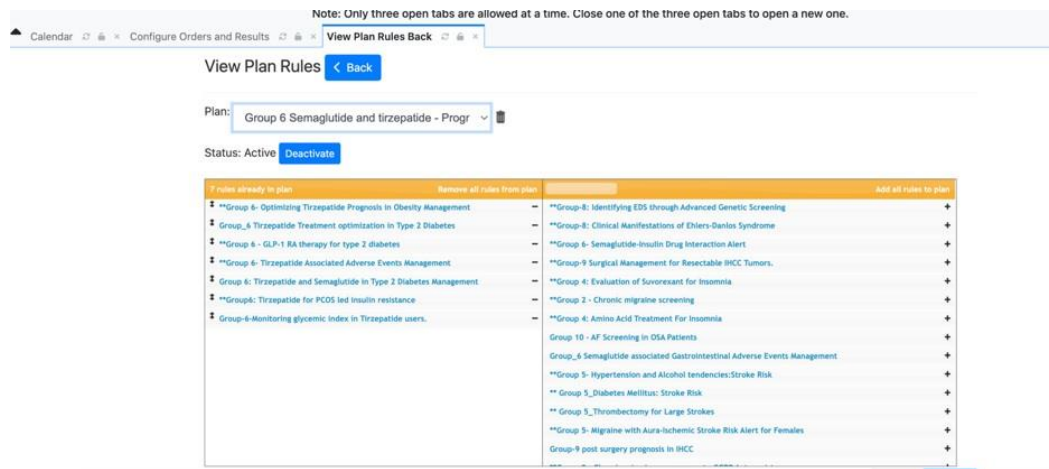 Note: Only three open tabs are allowed at a time. Close one of the three open tabs to open a new one.
Calendar Configure Orders and Results View Plan Rules Back
View Plan Rules < Back
Plan: Group 6 Semaglutide and tirzepatide - Progr
Status: Active Deactivate
7 rules already in plan Remove all rules from plan
**Group 6- Optimizing Tirzepatide Prognosis in Obesity Management
Group_6 Tirzepatide Treatment optimization in Type 2 Diabetes
**Group 6 - GLP-1 RA therapy for type 2 diabetes
**Group 6- Tirzepatide Associated Adverse Events Management
Group 6: Tirzepatide and Semaglutide in Type 2 Diabetes Management
**Group6: Tirzepatide for PCOS led insulin resistance
Group-6-Monitoring glycemic index in Tirzepatide users.
Add all rules to plan
**Group-8: Identifying EDS through Advanced Genetic Screening
**Group-8: Clinical Manifestations of Ehlers-Danlos Syndrome
**Group 6- Semaglutide-Insulin Drug Interaction Alert
**Group-9 Surgical Management for Resectable IHCC Tumors.
**Group 4: Evaluation of Suvorexant for Insomnia
**Group 2 - Chronic migraine screening
**Group 4: Amino Acid Treatment For Insomnia
Group 10 - AF Screening in OSA Patients
Group_6 Semaglutide associated Gastrointestinal Adverse Events Management
**Group 5- Hypertension and Alcohol tendencies:Stroke Risk
** Group 5_Diabetes Mellitus: Stroke Risk
** Group 5_Thrombectomy for Large Strokes
**Group 5- Migraine with Aura-Ischemic Stroke Risk Alert for Females
Group-9 post surgery prognosis in IHCC